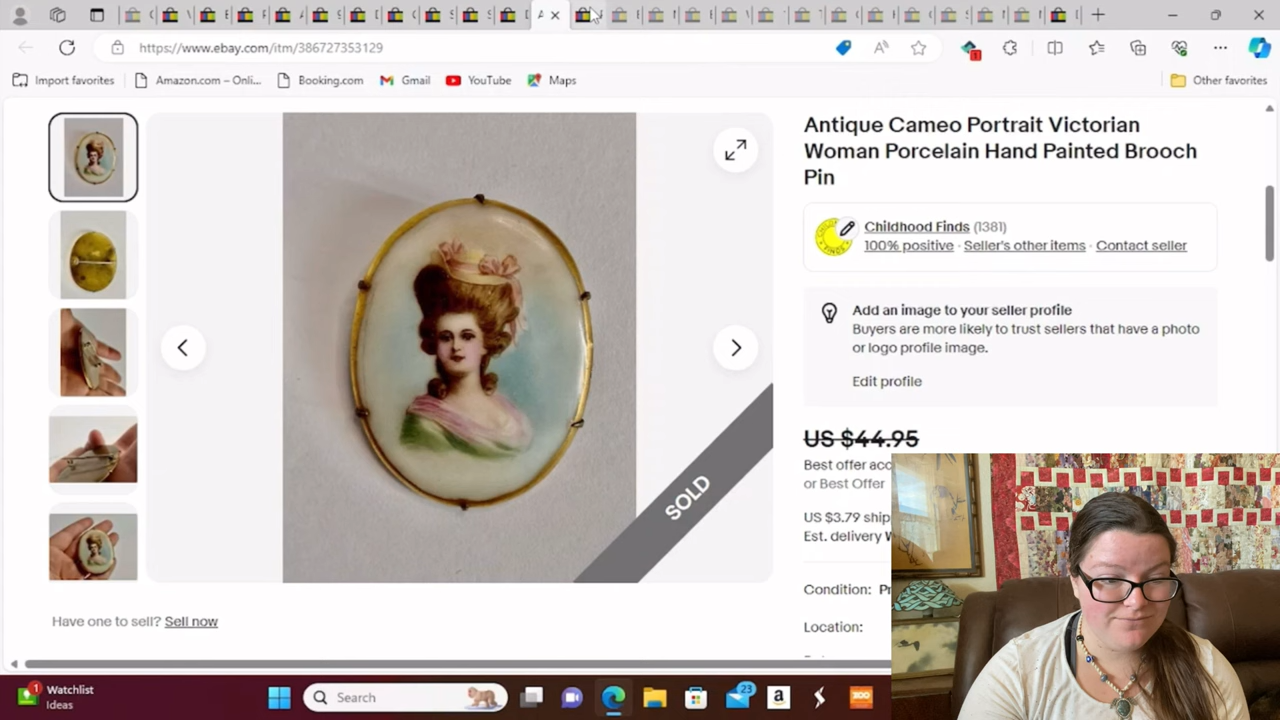 https://www.ebay.com/itm/386727353129
Import favorites
Amazon.com – Onli...
Booking.com
Gmail
YouTube
Maps
Other favorites
Antique Cameo Portrait Victorian
Woman Porcelain Hand Painted Brooch
Pin
Childhood Finds (1381)
100% positive · Seller's other items · Contact seller
Add an image to your seller profile
Buyers are more likely to trust sellers that have a photo
or logo profile image.
Edit profile
US $44.95
Best offer acc
or Best Offer
US $3.79 ship
Est. delivery W
Condition: Pr
Location:
SOLD
Have one to sell? Sell now
1
Watchlist
Ideas
Search
23
a